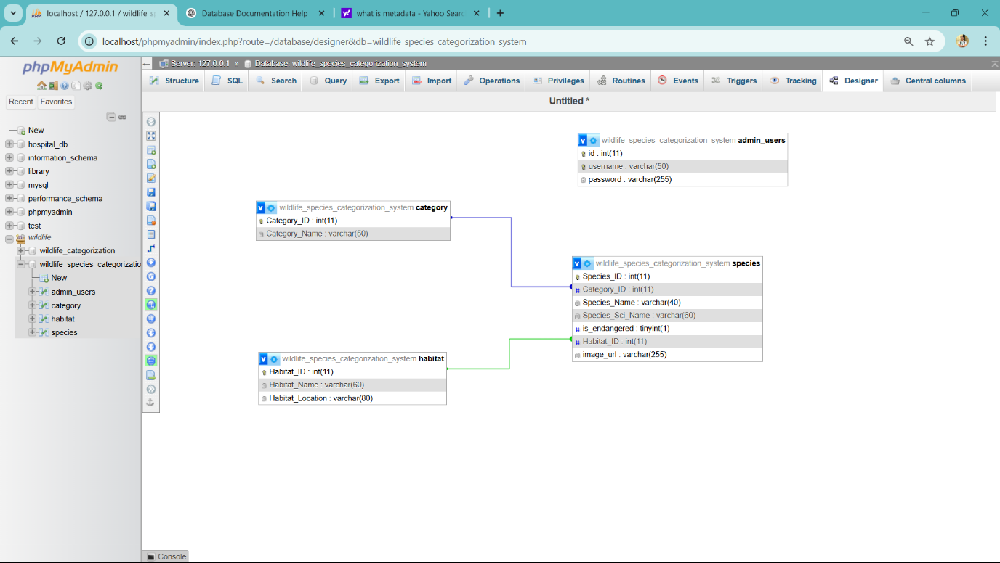 localhost / 127.0.0.1 / wildlife_s
Database Documentation Help
what is metadata - Yahoo Sear
localhost/phpmyadmin/index.php?route=/database/designer&db=wildlife_species_categorization_system
phpMyAdmin
Recent
Favorites
New
hospital_db
information_schema
library
mysql
performance_schema
phpmyadmin
test
wildlife
wildlife_categorization
wildlife_species_categorizatio
New
admin_users
category
habitat
species
Server: 127.0.0.1 » Database: wildlife_species_categorization_system
Structure
SQL
Search
Query
Export
Import
Operations
Privileges
Routines
Events
Triggers
Tracking
Designer
Central columns
Untitled *
v wildlife_species_categorization_system admin_users
id : int(11)
username : varchar(50)
password : varchar(255)
v wildlife_species_categorization_system category
Category_ID : int(11)
Category_Name : varchar(50)
v wildlife_species_categorization_system species
Species_ID : int(11)
# Category_ID : int(11)
Species_Name : varchar(40)
Species_Sci_Name : varchar(60)
# is_endangered : tinyint(1)
# Habitat_ID : int(11)
image_url : varchar(255)
v wildlife_species_categorization_system habitat
Habitat_ID : int(11)
Habitat_Name : varchar(60)
Habitat_Location : varchar(80)
Console